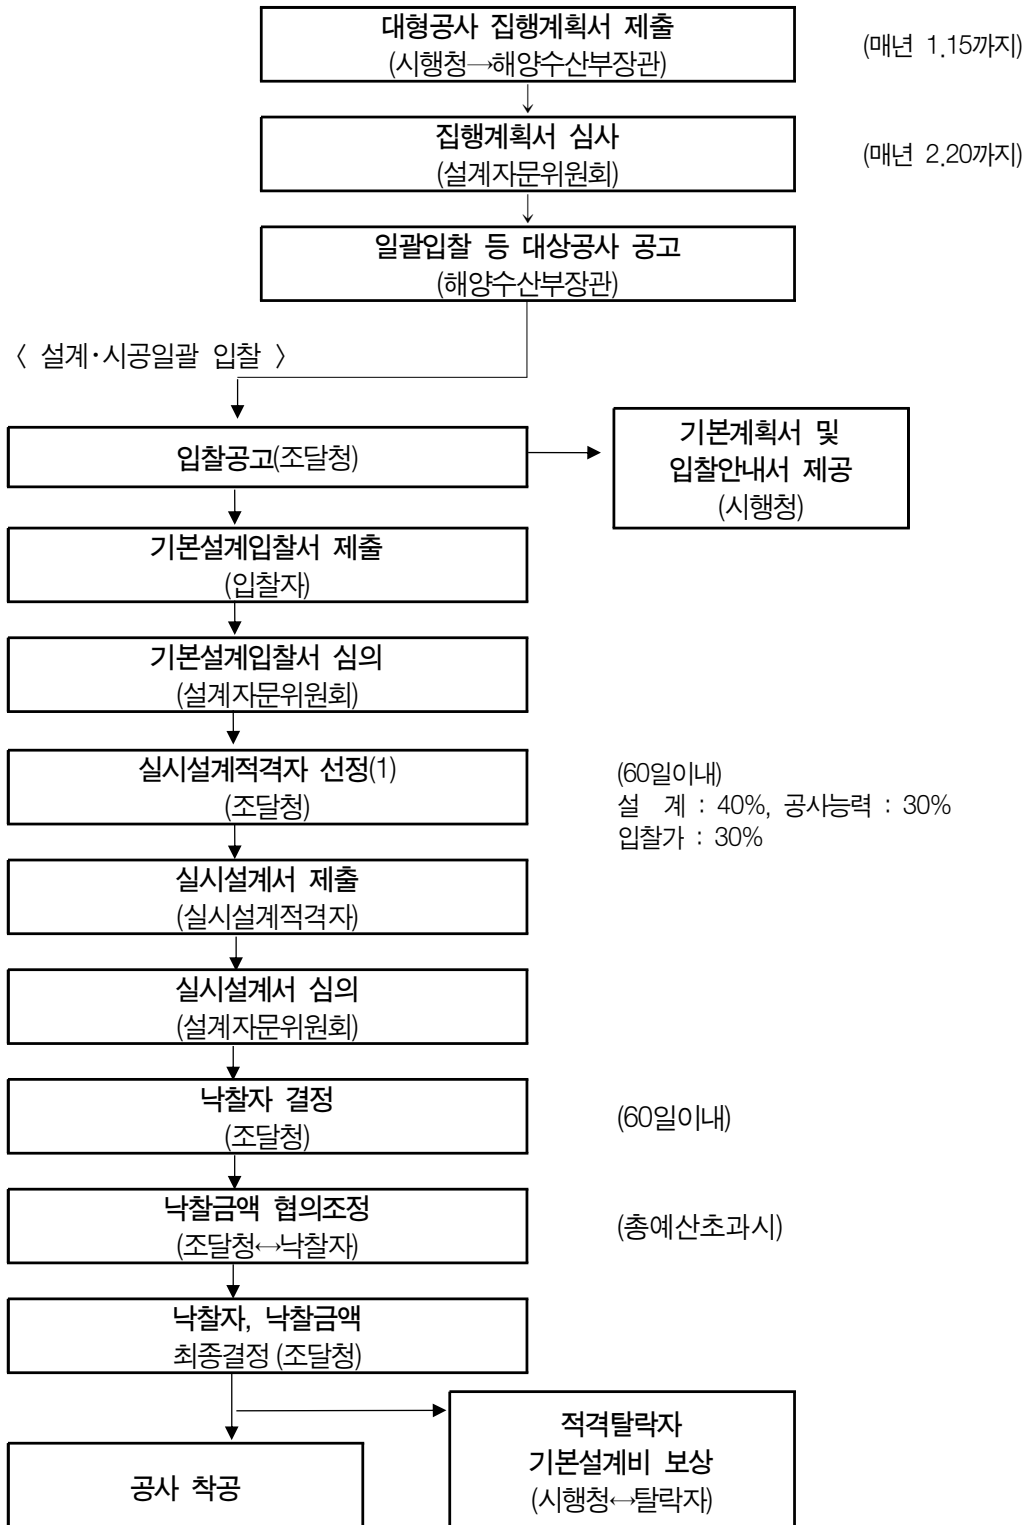 대형공사 집행계획서 제출
(시행청→해양수산부장관)
(매년 1.15까지)
집행계획서 심사
(설계자문위원회)
(매년 2.20까지)
일괄입찰 등 대상공사 공고
(해양수산부장관)
〈 설계·시공일괄 입찰 〉
입찰공고(조달청)
기본계획서 및
입찰안내서 제공
(시행청)
기본설계입찰서 제출
(입찰자)
기본설계입찰서 심의
(설계자문위원회)
실시설계적격자 선정(1)
(조달청)
(60일이내)
설 계 : 40%, 공사능력 : 30%
입찰가 : 30%
실시설계서 제출
(실시설계적격자)
실시설계서 심의
(설계자문위원회)
낙찰자 결정
(조달청)
(60일이내)
낙찰금액 협의조정
(조달청↔낙찰자)
(총예산초과시)
낙찰자, 낙찰금액
최종결정 (조달청)
적격탈락자
기본설계비 보상
(시행청↔탈락자)
공사 착공